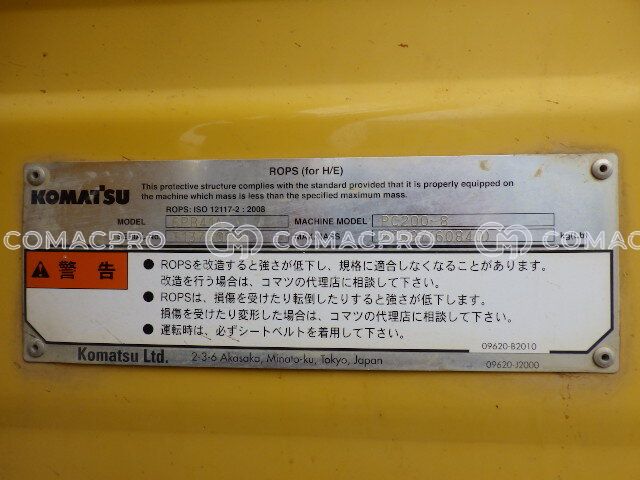 ROPS (for H/E)
KOMATSU
This protective structure complies with the standard provided that it is properly equipped on
the machine which mass is less than the specified maximum mass.
ROPS: ISO 12117-2 : 2008
MODEL MACHINE MODEL PC200-8
COMACPRO COMACPRO COMACPRO
警告
● ROPSを改造すると強さが低下し、規格に適合しなくなることがあります。
改造を行う場合は、コマツの代理店に相談して下さい。
● ROPSは、損傷を受けたり転倒したりすると強さが低下します。
損傷を受けたり変形した場合は、コマツの代理店に相談して下さい。
● 運転時は、必ずシートベルトを着用して下さい。
09620-B2010
Komatsu Ltd. 2-3-6 Akasaka, Minato-ku, Tokyo, Japan
09620-J2000